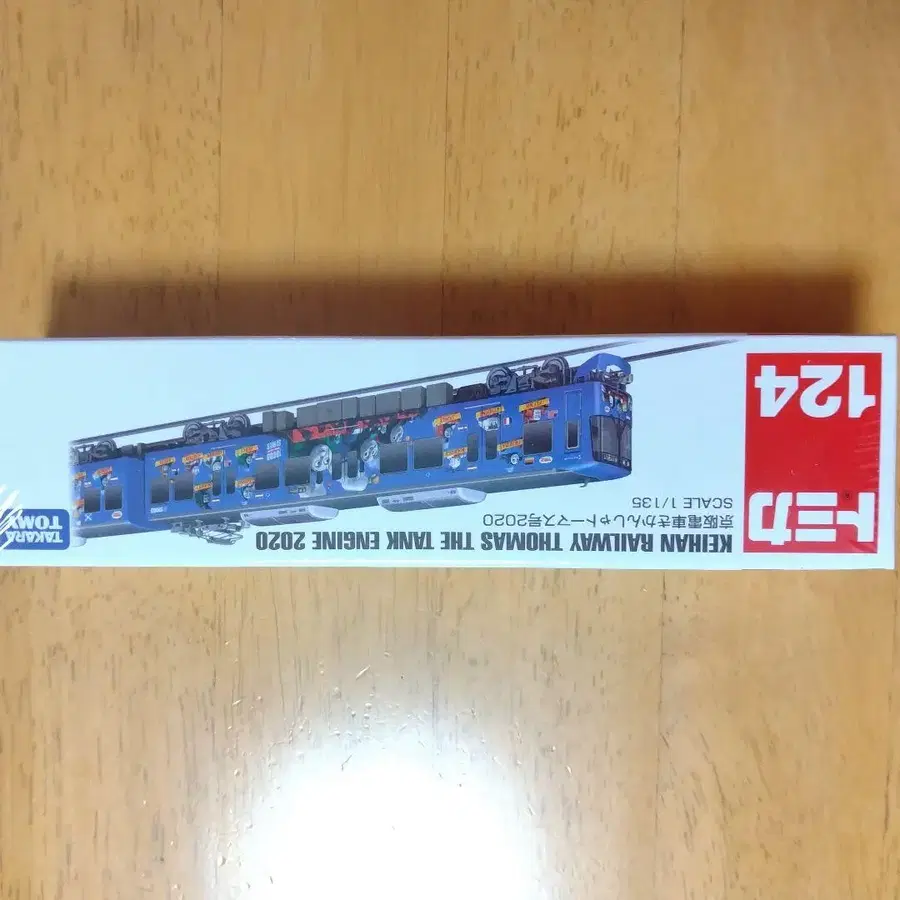 トミカ
124
KEIHAN RAILWAY THOMAS THE TANK ENGINE 2020
京阪電車きかんしゃトーマス号2020
SCALE 1/135
TAKARA
TOMY